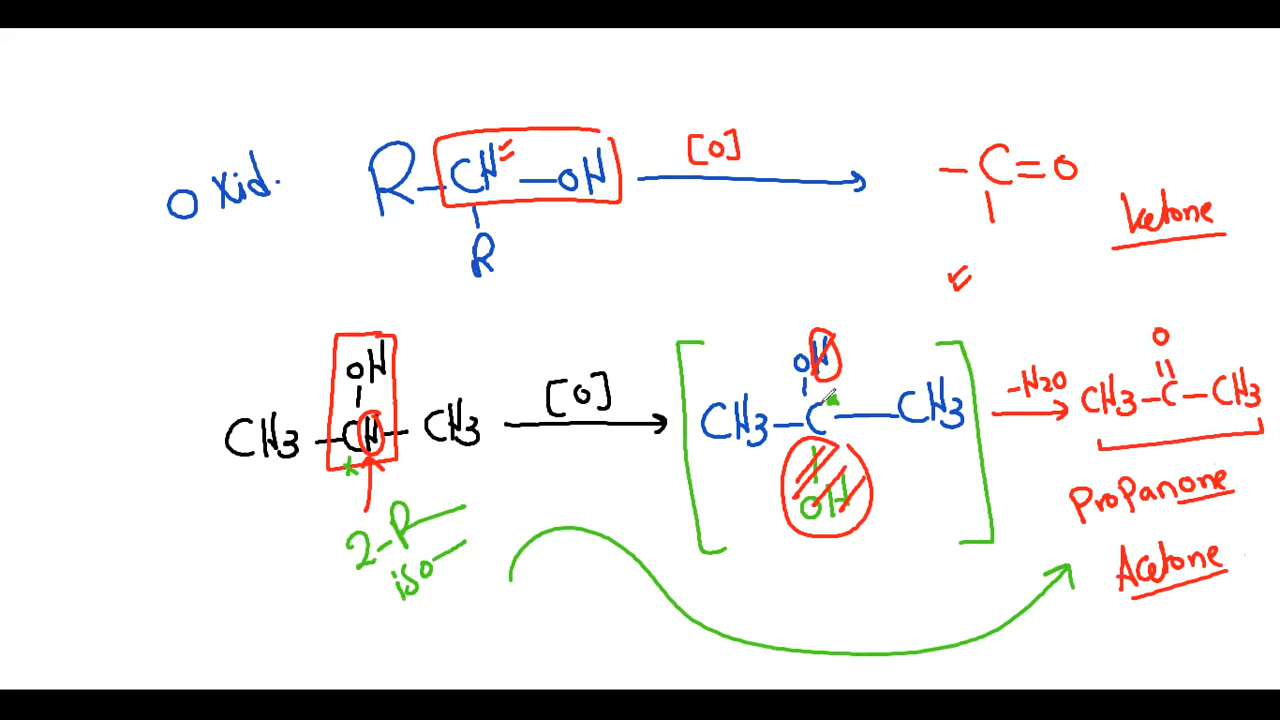 Oxid. R-CH-OH [O] -C=O
R
Ketone
OH [O] OH -H2O O
CH3-CH-CH3 CH3-C-CH3 CH3-C-CH3
OH
2-P
iso
Propanone
Acetone